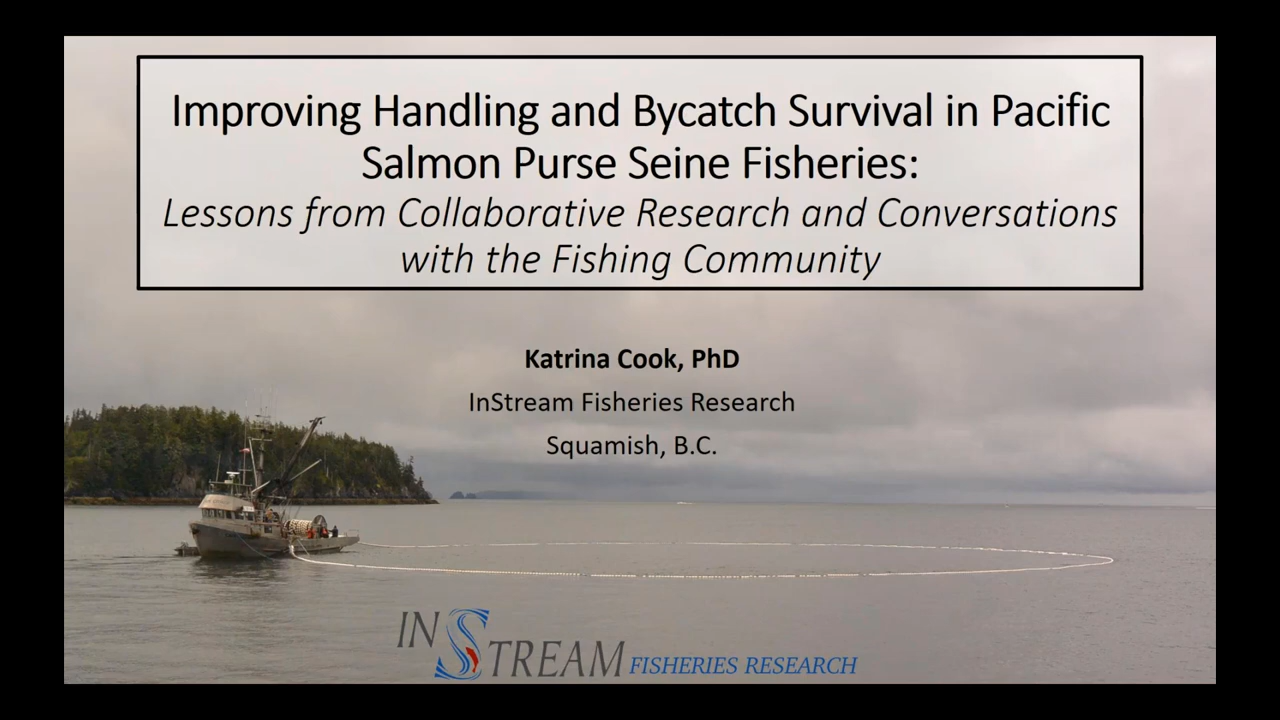 Improving Handling and Bycatch Survival in Pacific
Salmon Purse Seine Fisheries:
Lessons from Collaborative Research and Conversations
with the Fishing Community
Katrina Cook, PhD
InStream Fisheries Research
Squamish, B.C.
INSTREAM FISHERIES RESEARCH